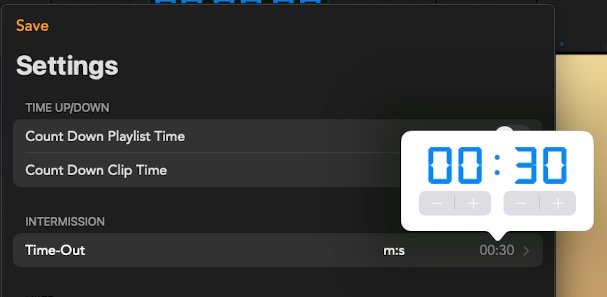 Save
Settings
TIME UP/DOWN
Count Down Playlist Time
00:30
Count Down Clip Time
− + − +
INTERMISSION
Time-Out m:s 00:30 >